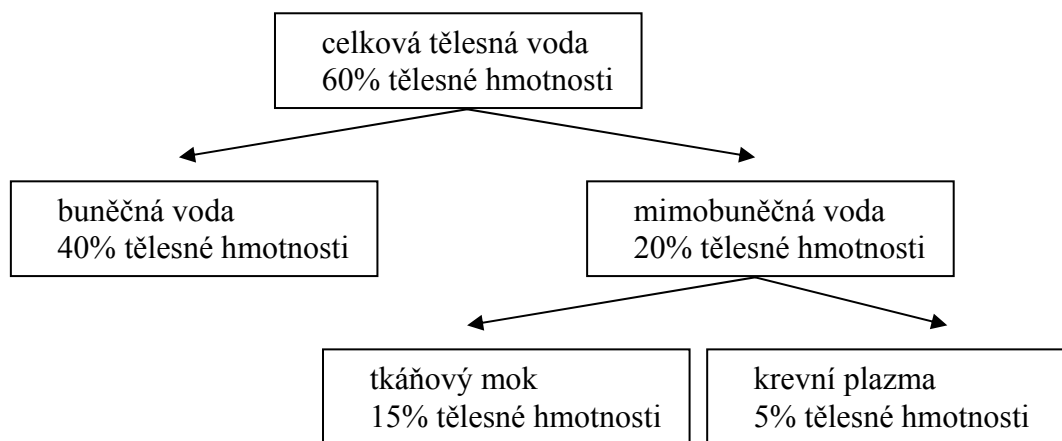 celková tělesná voda
60% tělesné hmotnosti
buněčná voda
40% tělesné hmotnosti
mimobuněčná voda
20% tělesné hmotnosti
tkáňový mok
15% tělesné hmotnosti
krevní plazma
5% tělesné hmotnosti